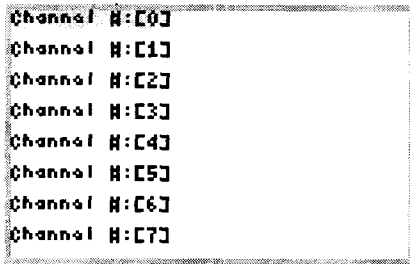 Channel #:[0]
Channel #:[1]
Channel #:[2]
Channel #:[3]
Channel #:[4]
Channel #:[5]
Channel #:[6]
Channel #:[7]